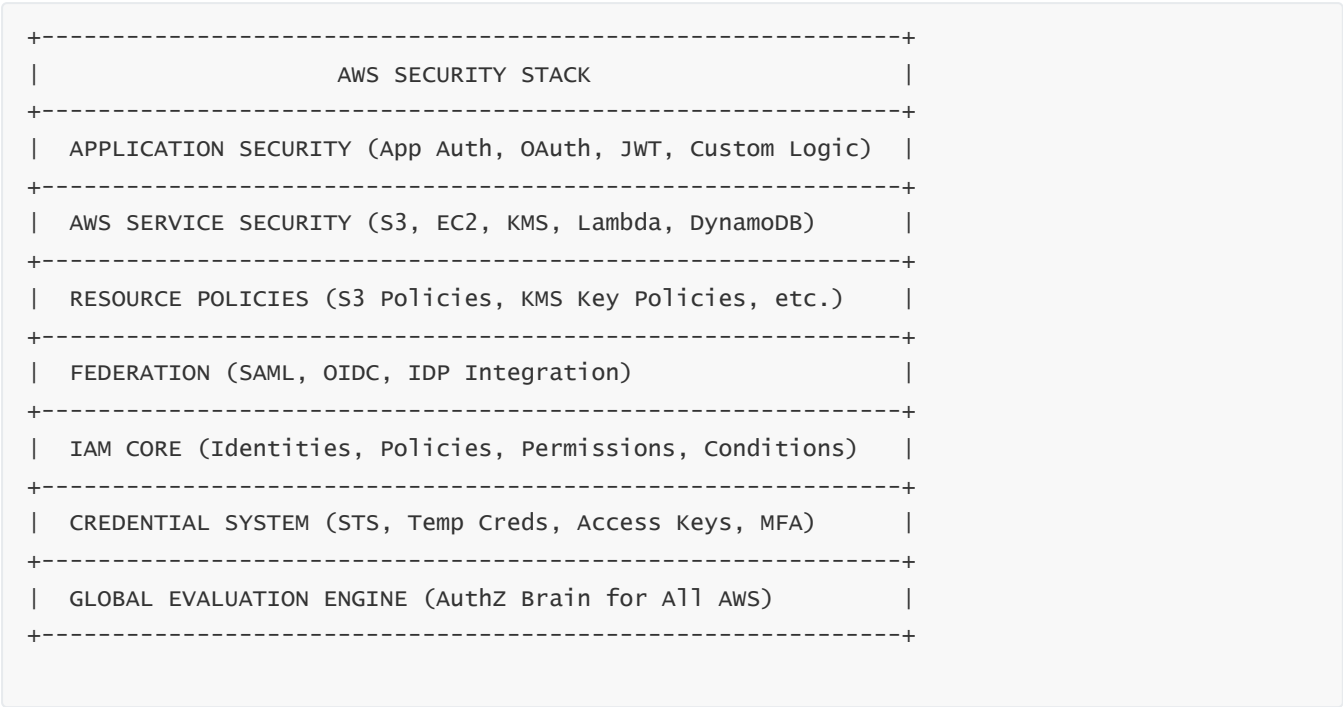 +-------------------------------------------------------------+
|                     AWS SECURITY STACK                      |
+-------------------------------------------------------------+
|  APPLICATION SECURITY (App Auth, OAuth, JWT, Custom Logic)  |
+-------------------------------------------------------------+
|  AWS SERVICE SECURITY (S3, EC2, KMS, Lambda, DynamoDB)      |
+-------------------------------------------------------------+
|  RESOURCE POLICIES (S3 Policies, KMS Key Policies, etc.)    |
+-------------------------------------------------------------+
|  FEDERATION (SAML, OIDC, IDP Integration)                   |
+-------------------------------------------------------------+
|  IAM CORE (Identities, Policies, Permissions, Conditions)   |
+-------------------------------------------------------------+
|  CREDENTIAL SYSTEM (STS, Temp Creds, Access Keys, MFA)      |
+-------------------------------------------------------------+
|  GLOBAL EVALUATION ENGINE (AuthZ Brain for All AWS)         |
+-------------------------------------------------------------+